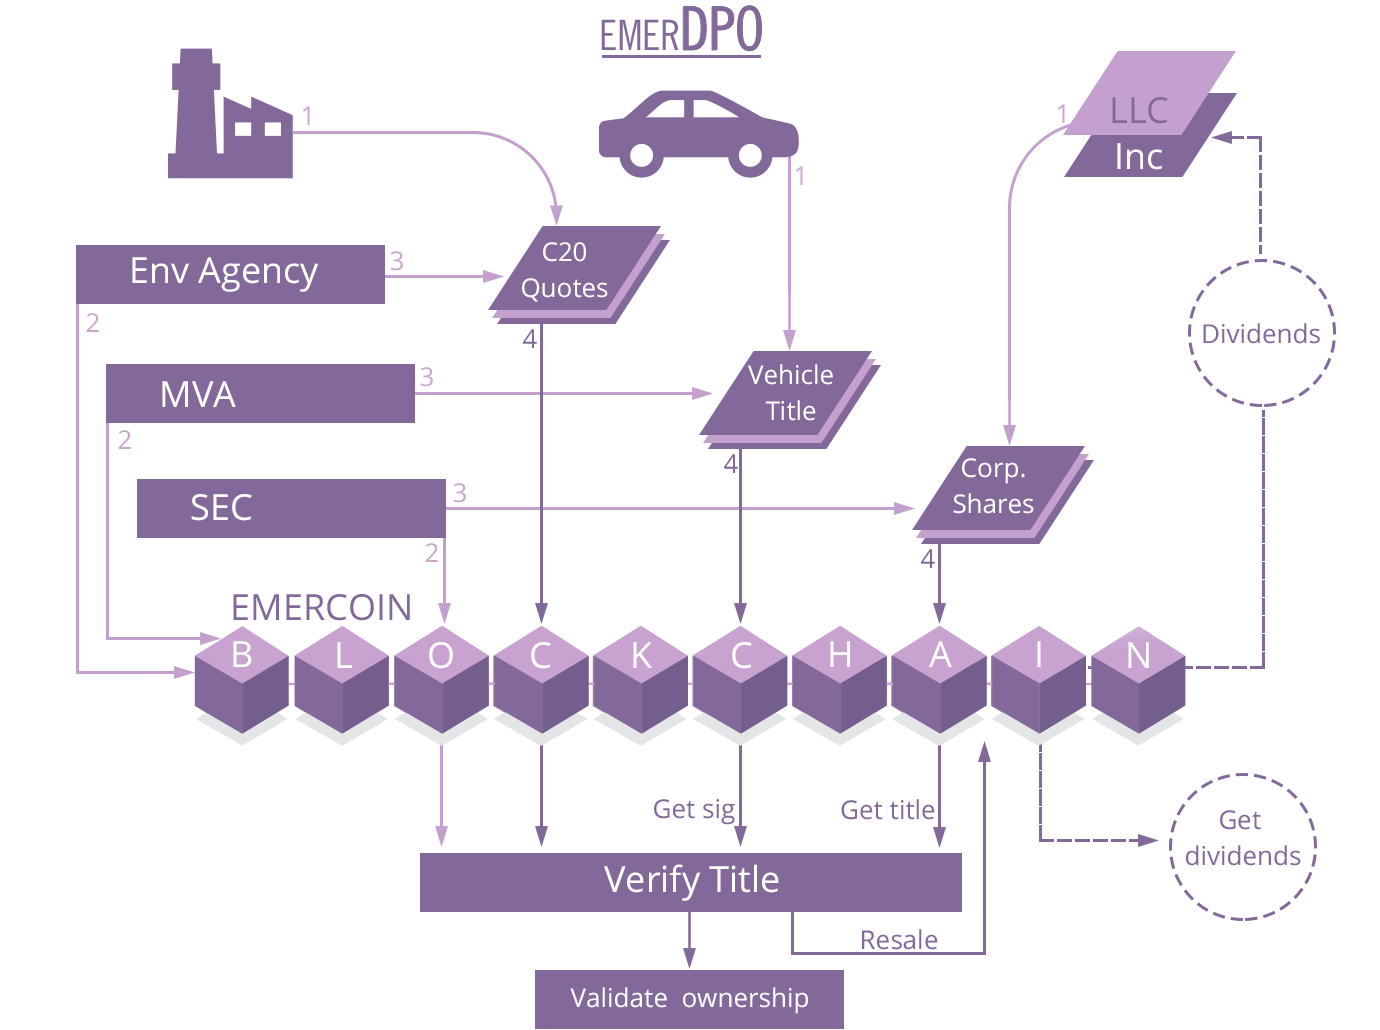 EMERDPO
1
1
1
LLC
Inc
C20
Quotes
Env Agency
3
2
4
Dividends
MVA
3
2
Vehicle
Title
4
SEC
3
2
Corp.
Shares
4
EMERCOIN
B L O C K C H A I N
Get sig
Get title
Get
dividends
Verify Title
Resale
Validate ownership